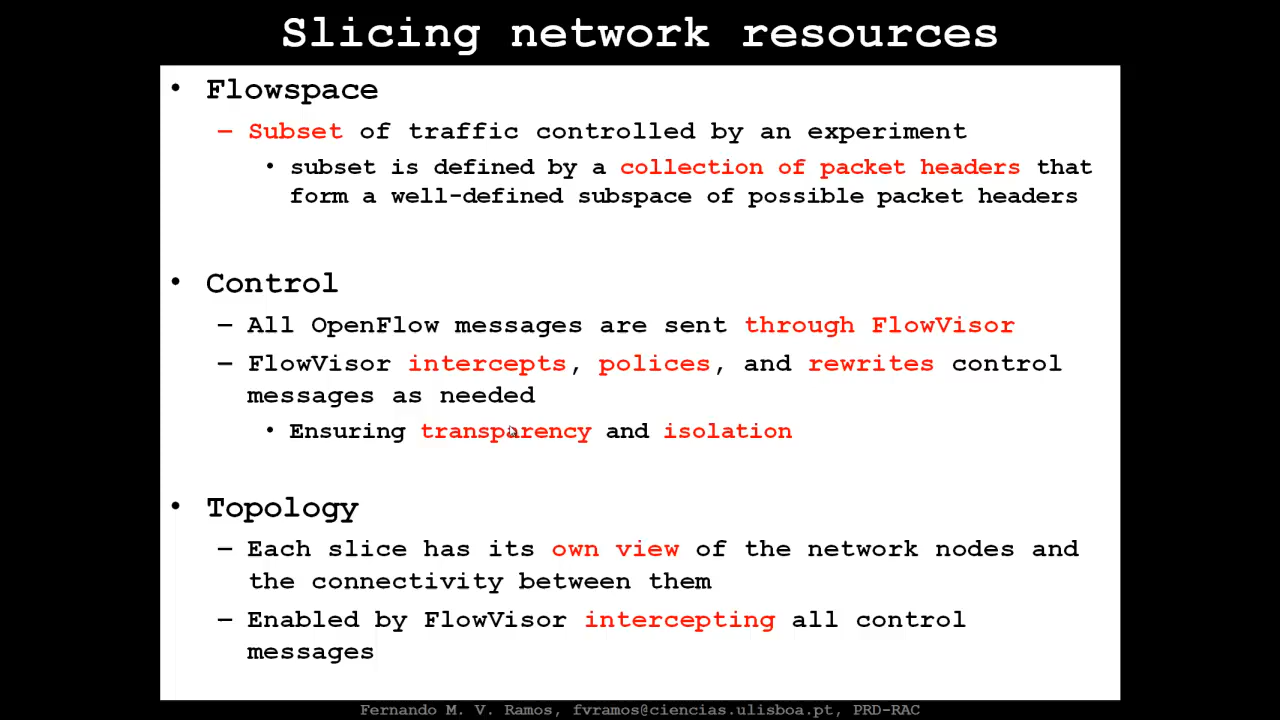 Slicing network resources
• Flowspace
– Subset of traffic controlled by an experiment
• subset is defined by a collection of packet headers that
form a well-defined subspace of possible packet headers
• Control
– All OpenFlow messages are sent through FlowVisor
– FlowVisor intercepts, polices, and rewrites control
messages as needed
• Ensuring transparency and isolation
• Topology
– Each slice has its own view of the network nodes and
the connectivity between them
– Enabled by FlowVisor intercepting all control
messages
Fernando M. V. Ramos, fvramos@ciencias.ulisboa.pt, PRD-RAC